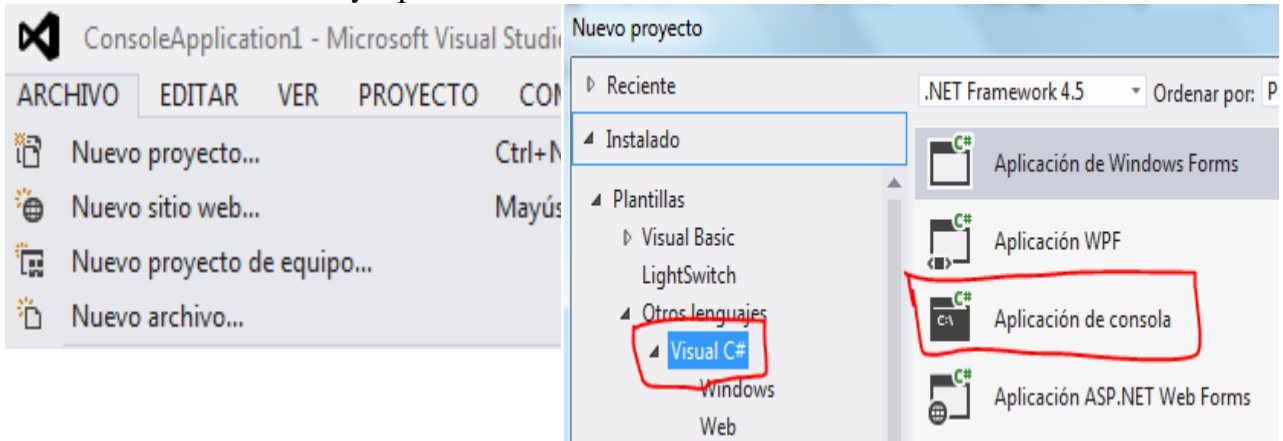 ConsoleApplication1 - Microsoft Visual Studi
ARCHIVO EDITAR VER PROYECTO
Nuevo proyecto... Ctrl+N
Nuevo sitio web... Mayús
Nuevo proyecto de equipo...
Nuevo archivo...
Nuevo proyecto
Reciente
Instalado
Plantillas
Visual Basic
LightSwitch
Otros lenguajes
Visual C#
Windows
Web
.NET Framework 4.5 Ordenar por: P
C# Aplicación de Windows Forms
C# Aplicación WPF
C# C:\ Aplicación de consola
C# Aplicación ASP.NET Web Forms